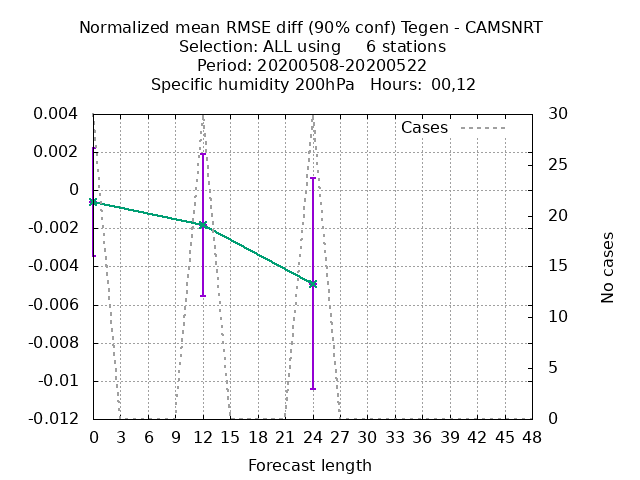 Normalized mean RMSE diff (90% conf) Tegen - CAMSNRT
Selection: ALL using     6 stations
Period: 20200508-20200522
Specific humidity 200hPa   Hours:  00,12
Cases
0.004
0.002
0
-0.002
-0.004
-0.006
-0.008
-0.01
-0.012
30
25
20
15
10
5
0
No cases
0 3 6 9 12 15 18 21 24 27 30 33 36 39 42 45 48
Forecast length